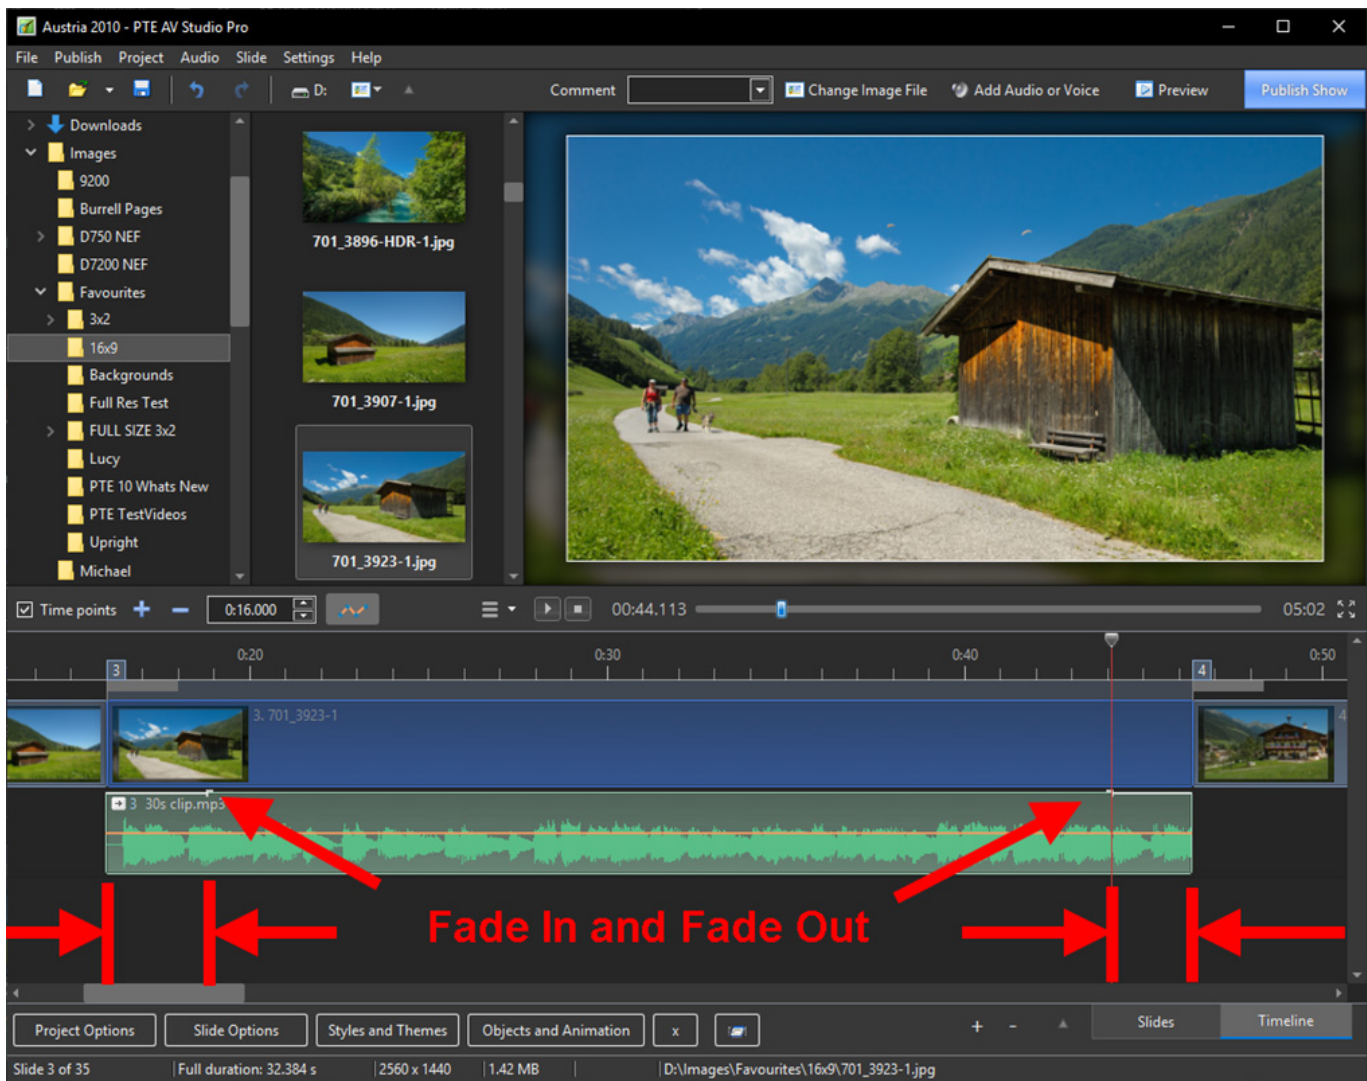 Austria 2010 - PTE AV Studio Pro
File Publish Project Audio Slide Settings Help
D: Comment Change Image File Add Audio or Voice Preview Publish Show
Downloads
Images
9200
Burrell Pages
D750 NEF
D7200 NEF
Favourites
3x2
16x9
Backgrounds
Full Res Test
FULL SIZE 3x2
Lucy
PTE 10 Whats New
PTE TestVideos
Upright
Michael
701_3896-HDR-1.jpg
701_3907-1.jpg
701_3923-1.jpg
Time points 0:16.000 00:44.113 05:02
0:20 0:30 0:40 0:50
3 4
3. 701_3923-1 4
3 30s clip.mp3
Fade In and Fade Out
Project Options Slide Options Styles and Themes Objects and Animation x + - Slides Timeline
Slide 3 of 35 Full duration: 32.384 s 2560 x 1440 1.42 MB D:\Images\Favourites\16x9\701_3923-1.jpg